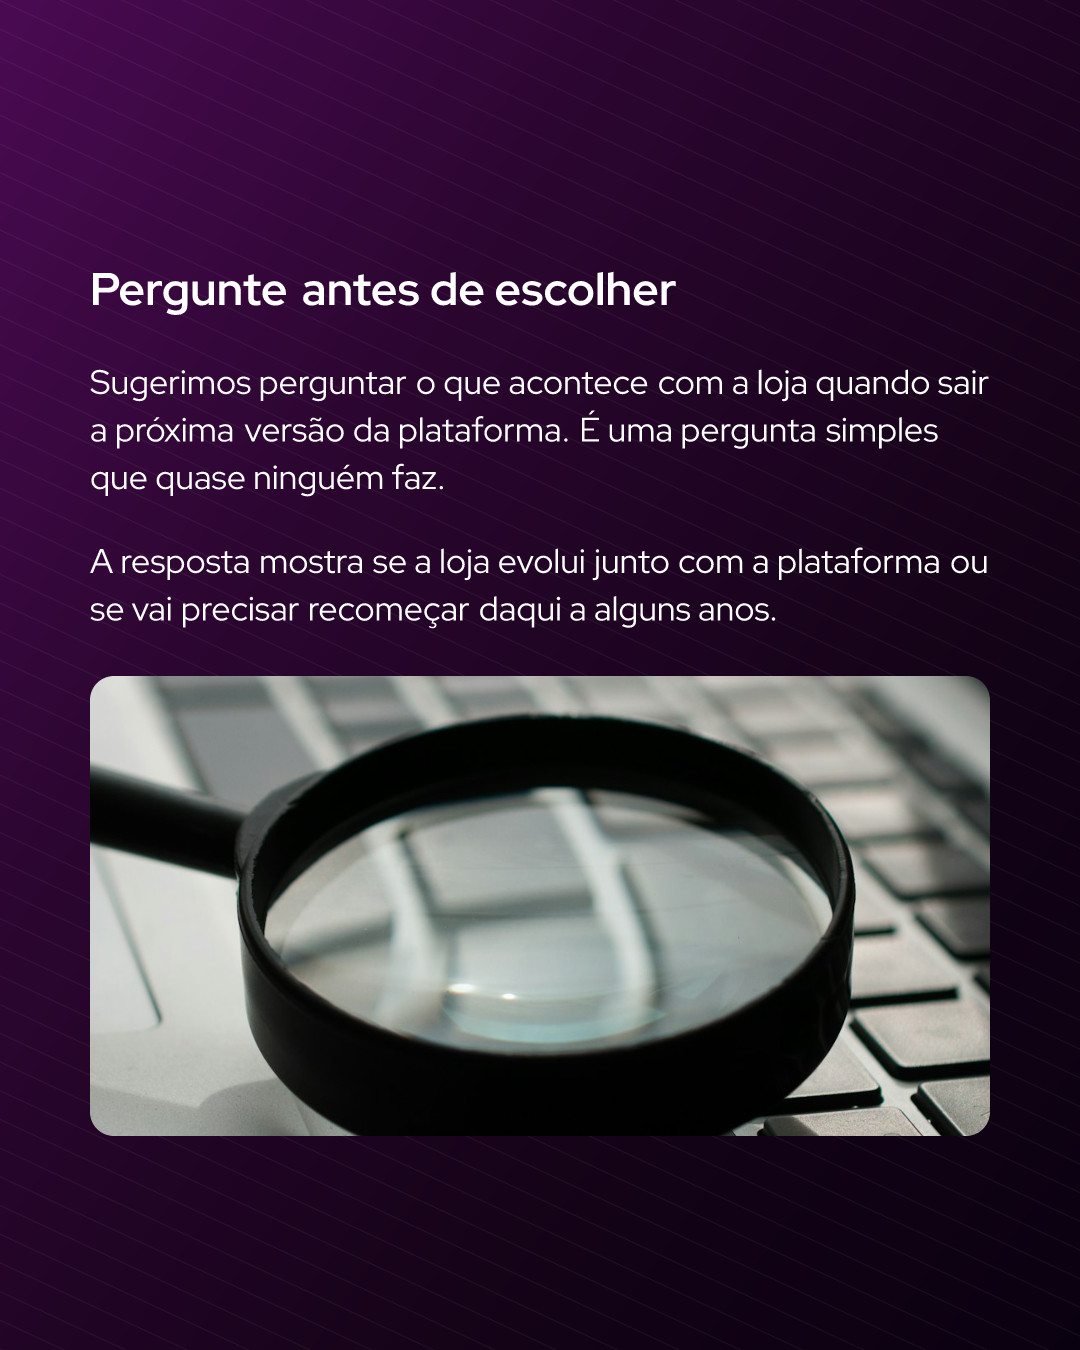 Pergunte antes de escolher
Sugerimos perguntar o que acontece com a loja quando sair
a próxima versão da plataforma. É uma pergunta simples
que quase ninguém faz.
A resposta mostra se a loja evolui junto com a plataforma ou
se vai precisar recomeçar daqui a alguns anos.